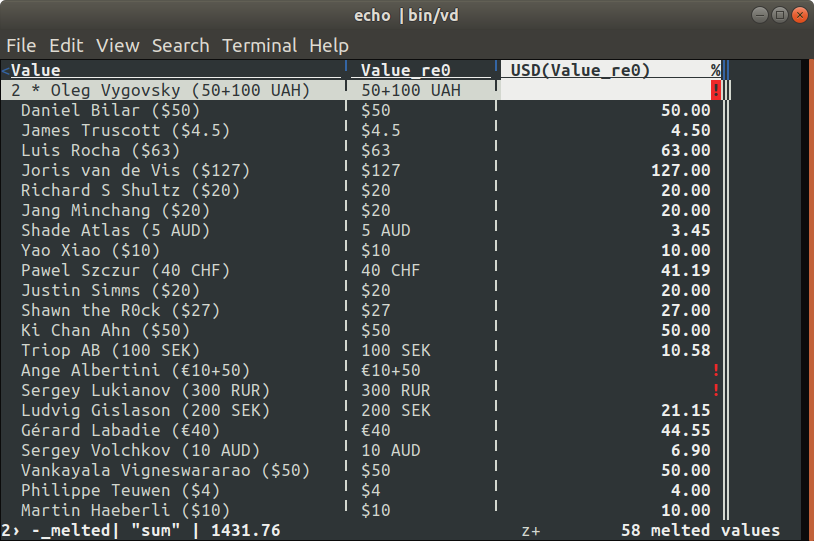 echo | bin/vd
File Edit View Search Terminal Help
<Value Value_re0 USD(Value_re0) %
2 * Oleg Vygovsky (50+100 UAH) 50+100 UAH !
Daniel Bilar ($50) $50 50.00
James Truscott ($4.5) $4.5 4.50
Luis Rocha ($63) $63 63.00
Joris van de Vis ($127) $127 127.00
Richard S Shultz ($20) $20 20.00
Jang Minchang ($20) $20 20.00
Shade Atlas (5 AUD) 5 AUD 3.45
Yao Xiao ($10) $10 10.00
Pawel Szczur (40 CHF) 40 CHF 41.19
Justin Simms ($20) $20 20.00
Shawn the R0ck ($27) $27 27.00
Ki Chan Ahn ($50) $50 50.00
Triop AB (100 SEK) 100 SEK 10.58
Ange Albertini (€10+50) €10+50 !
Sergey Lukianov (300 RUR) 300 RUR !
Ludvig Gislason (200 SEK) 200 SEK 21.15
Gérard Labadie (€40) €40 44.55
Sergey Volchkov (10 AUD) 10 AUD 6.90
Vankayala Vigneswararao ($50) $50 50.00
Philippe Teuwen ($4) $4 4.00
Martin Haeberli ($10) $10 10.00
2› -_melted| "sum" | 1431.76 z+ 58 melted values